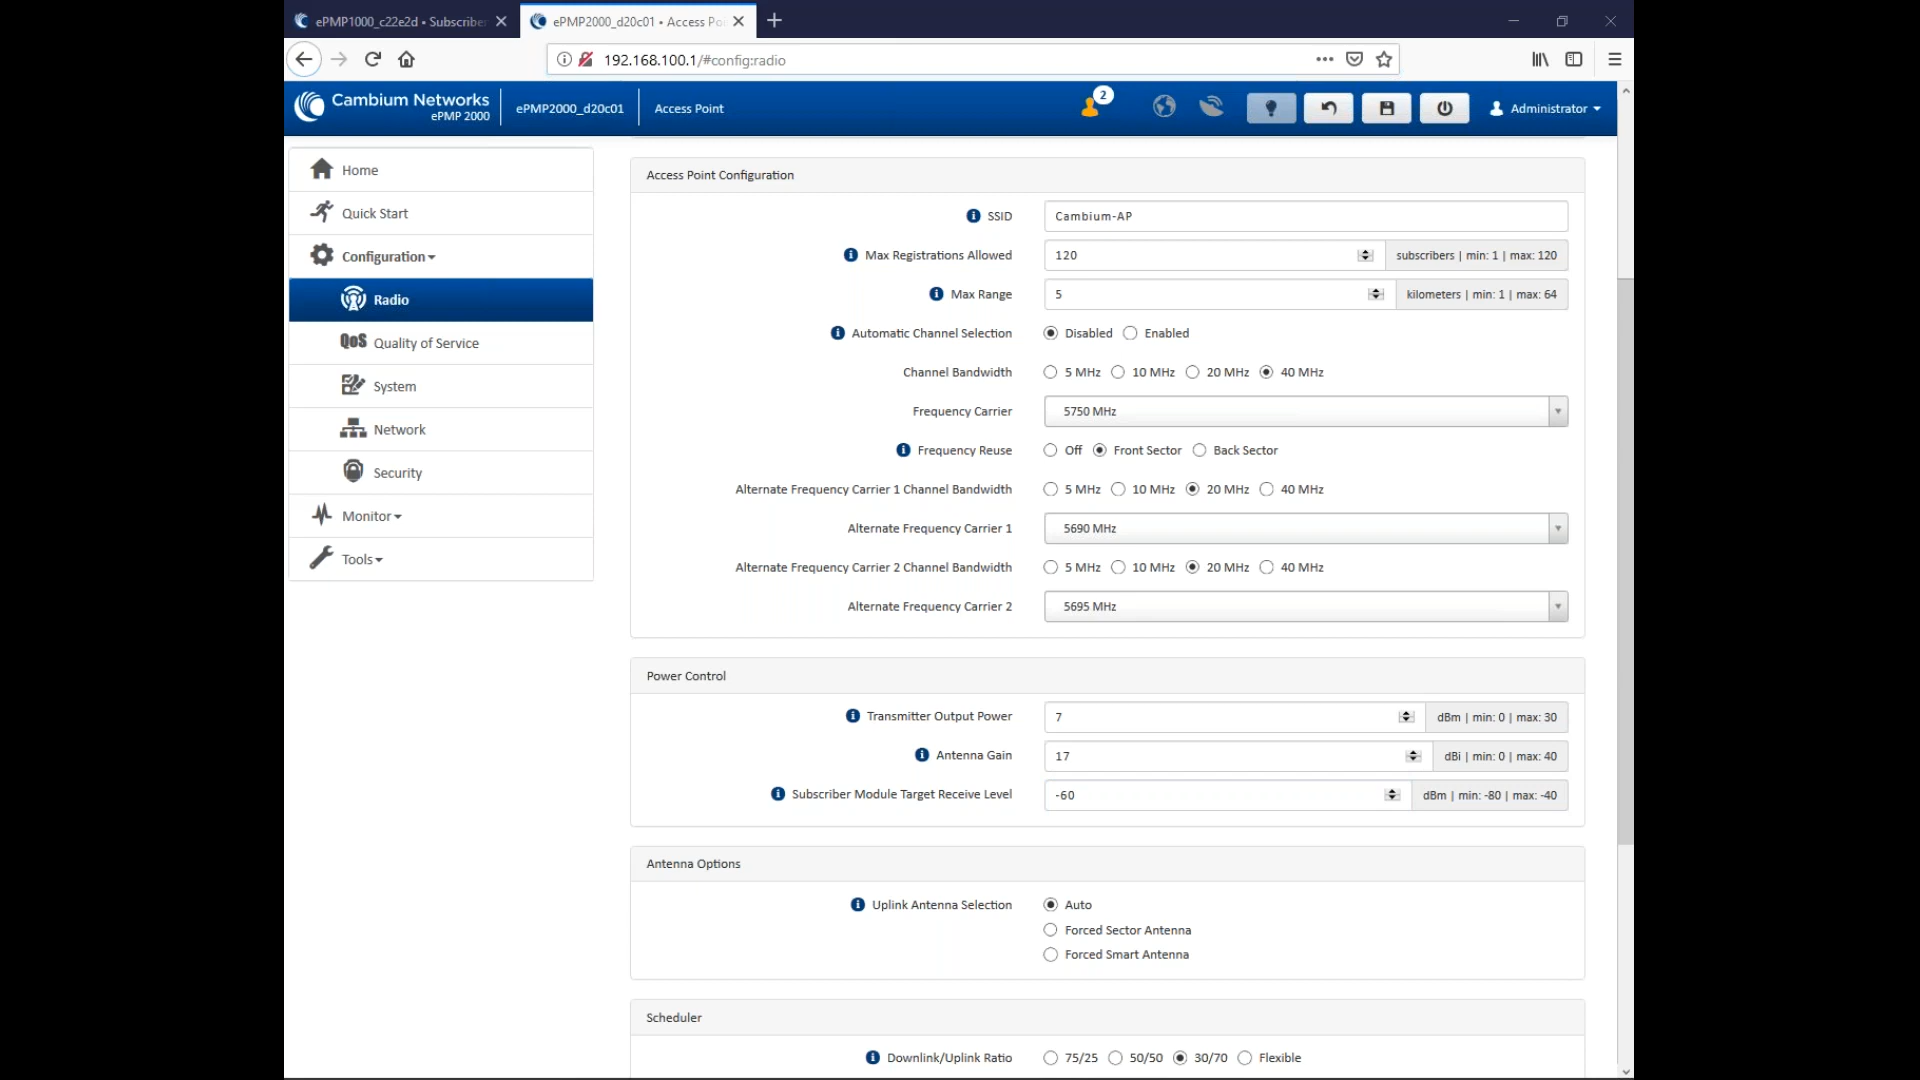 ePMP1000_c22e2d • Subscriber
ePMP2000_d20c01 • Access Po
192.168.100.1/#config:radio
Cambium Networks
ePMP 2000
ePMP2000_d20c01
Access Point
2
Administrator
Home
Quick Start
Configuration
Radio
QoS Quality of Service
System
Network
Security
Monitor
Tools
Access Point Configuration
SSID Cambium-AP
Max Registrations Allowed 120 subscribers | min: 1 | max: 120
Max Range 5 kilometers | min: 1 | max: 64
Automatic Channel Selection Disabled Enabled
Channel Bandwidth 5 MHz 10 MHz 20 MHz 40 MHz
Frequency Carrier 5750 MHz
Frequency Reuse Off Front Sector Back Sector
Alternate Frequency Carrier 1 Channel Bandwidth 5 MHz 10 MHz 20 MHz 40 MHz
Alternate Frequency Carrier 1 5690 MHz
Alternate Frequency Carrier 2 Channel Bandwidth 5 MHz 10 MHz 20 MHz 40 MHz
Alternate Frequency Carrier 2 5695 MHz
Power Control
Transmitter Output Power 7 dBm | min: 0 | max: 30
Antenna Gain 17 dBi | min: 0 | max: 40
Subscriber Module Target Receive Level -60 dBm | min: -80 | max: -40
Antenna Options
Uplink Antenna Selection Auto
Forced Sector Antenna
Forced Smart Antenna
Scheduler
Downlink/Uplink Ratio 75/25 50/50 30/70 Flexible